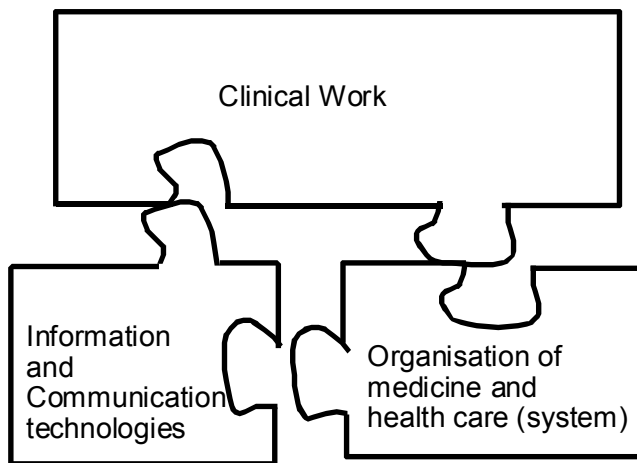 Clinical Work
Information
and
Communication
technologies
Organisation of
medicine and
health care (system)